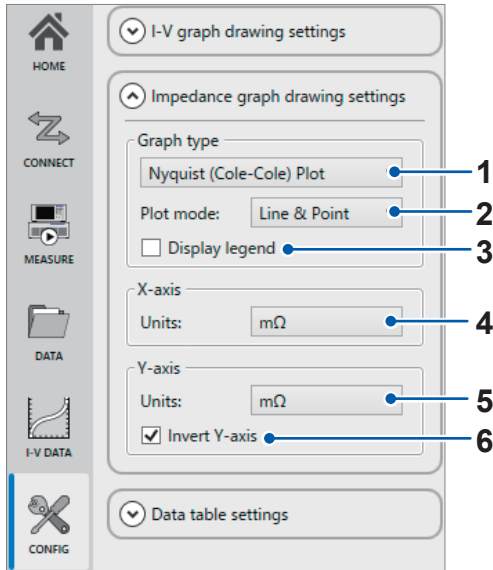 HOME
CONNECT
MEASURE
DATA
I-V DATA
CONFIG
I-V graph drawing settings
Impedance graph drawing settings
Graph type
Nyquist (Cole-Cole) Plot 1
Plot mode: Line & Point 2
Display legend 3
X-axis
Units: mΩ 4
Y-axis
Units: mΩ 5
Invert Y-axis 6
Data table settings